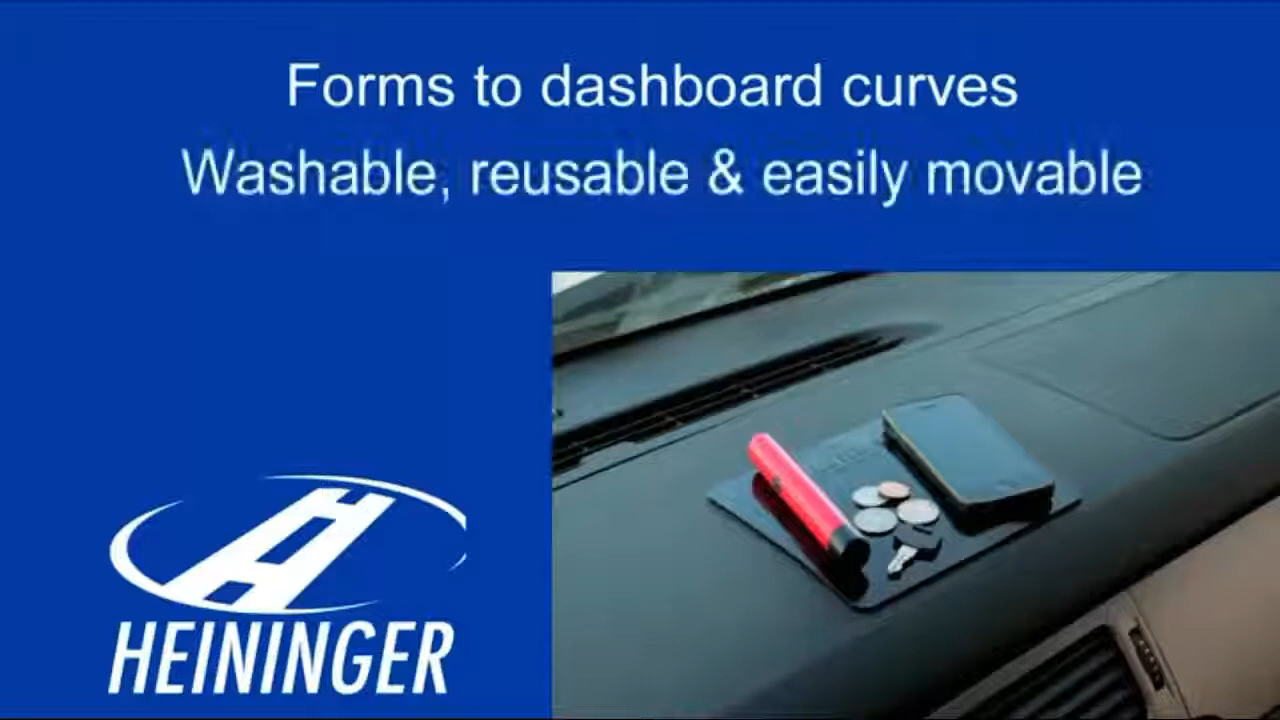 Forms to dashboard curves
Washable, reusable & easily movable
HEININGER